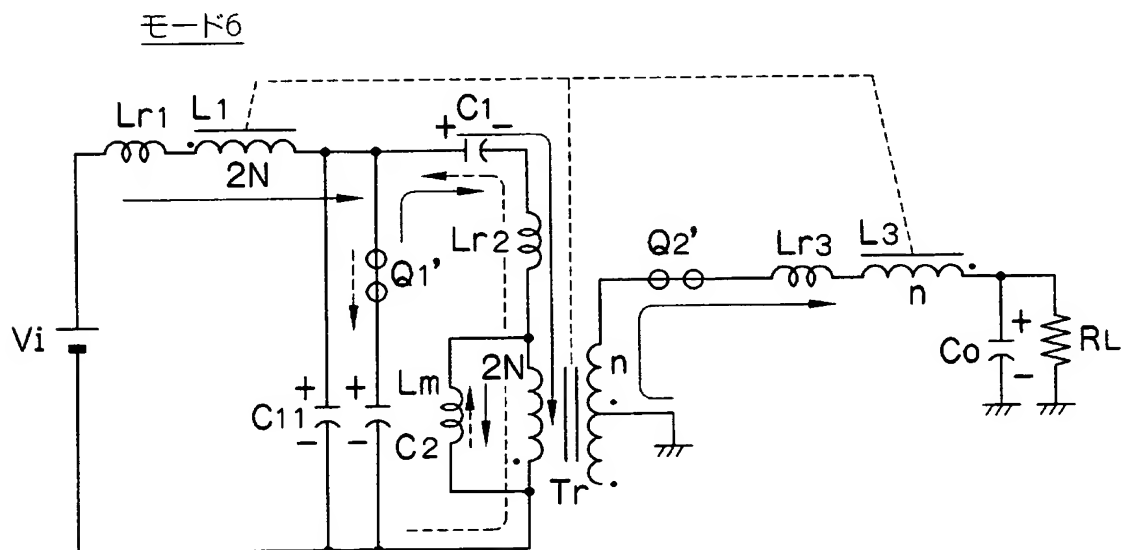 モード6
Lr1
L1
2N
C1
+
-
Lr2
Q1'
Q2'
Lr3
L3
n
Vi
+
-
C11
+
-
C2
Lm
2N
n
Tr
Co
+
-
RL